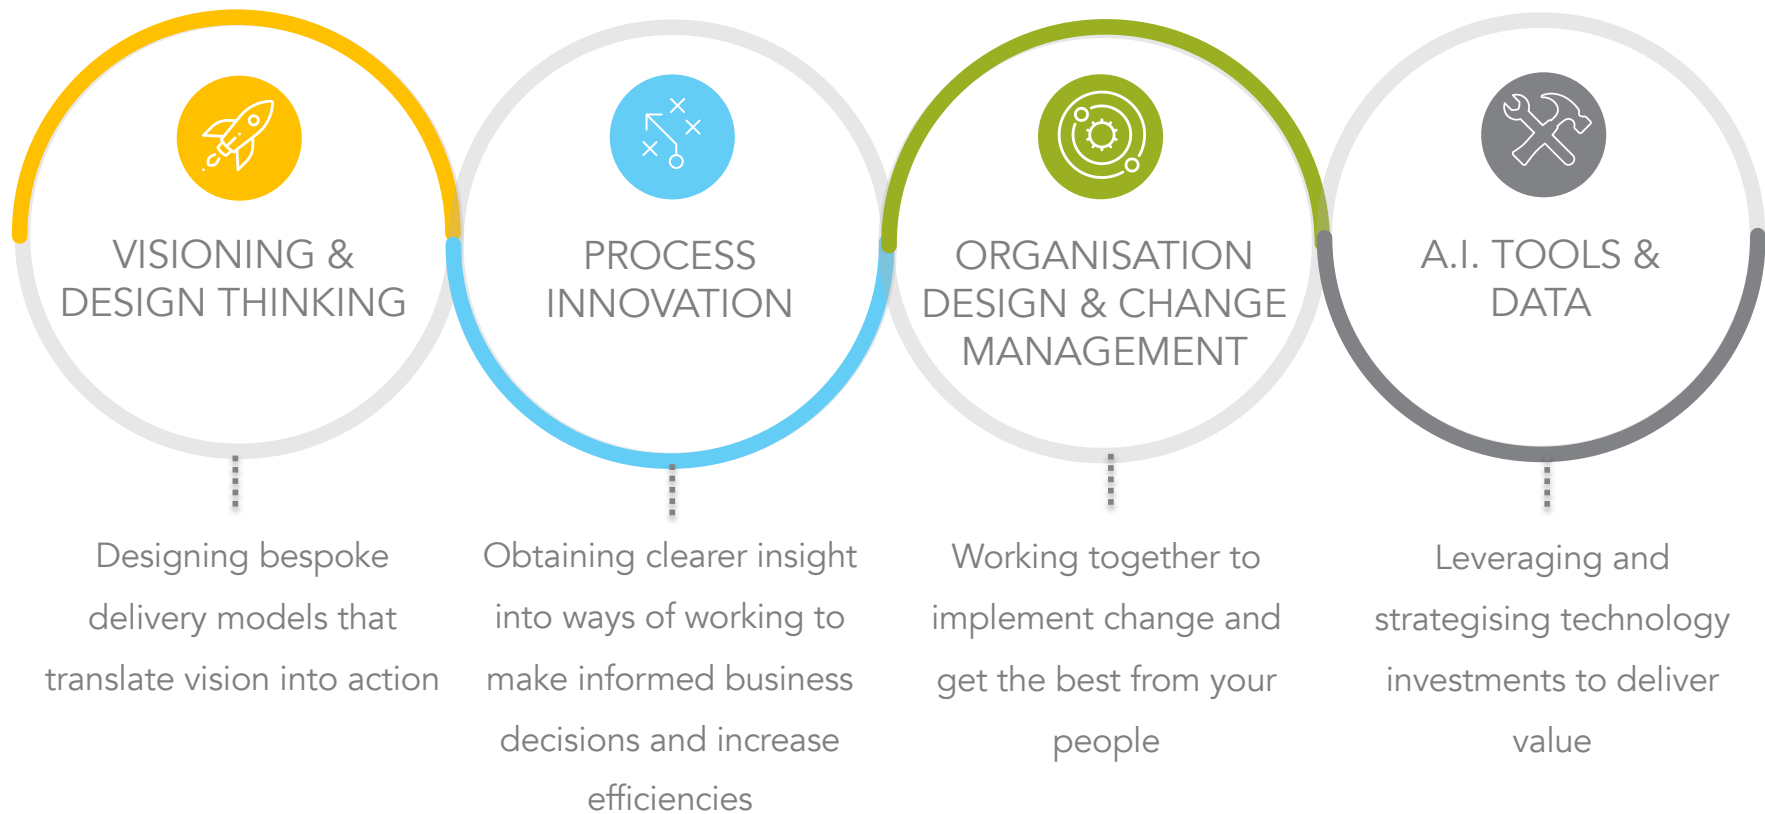 VISIONING &
DESIGN THINKING
Designing bespoke
delivery models that
translate vision into action
PROCESS
INNOVATION
Obtaining clearer insight
into ways of working to
make informed business
decisions and increase
efficiencies
ORGANISATION
DESIGN & CHANGE
MANAGEMENT
Working together to
implement change and
get the best from your
people
A.I. TOOLS &
DATA
Leveraging and
strategising technology
investments to deliver
value